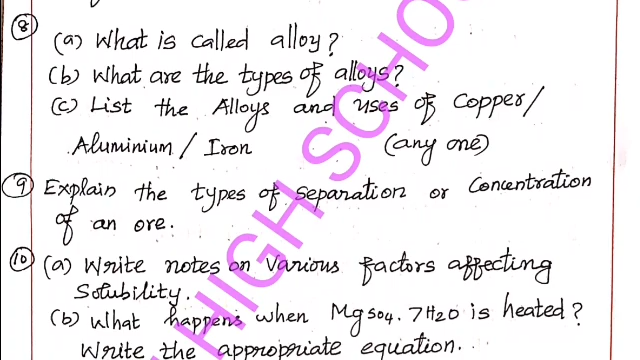 ⑧
(a) What is called alloy?
(b) What are the types of alloys?
(c) List the Alloys and uses of Copper/
Aluminium / Iron (any one)
⑨ Explain the types of separation or Concentration
of an ore.
⑩ (a) Write notes on Various factors affecting
Solubility.
(b) What happens when MgSO4. 7H2O is heated?
Write the appropriate equation.
HIGH SCHOO